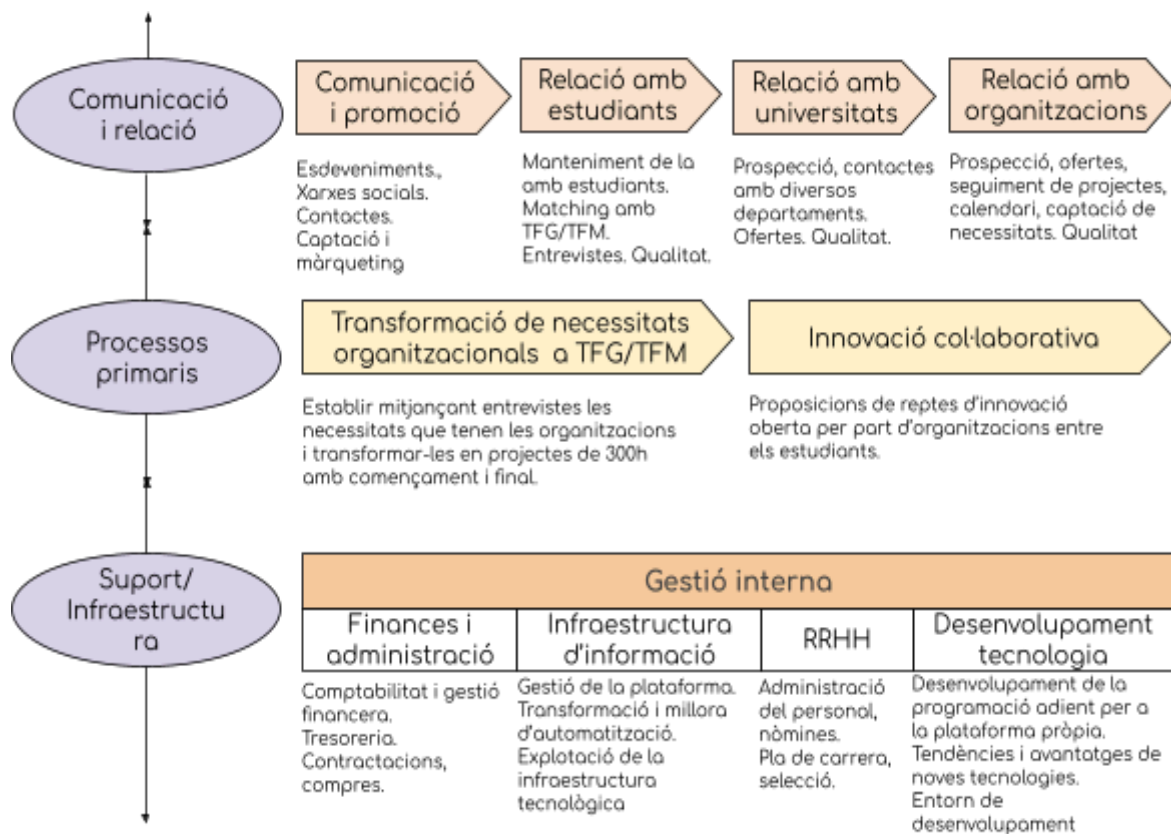 Comunicació
i relació
Comunicació
i promoció
Relació amb
estudiants
Relació amb
universitats
Relació amb
organitzacions
Esdeveniments.,
Xarxes socials.
Contactes.
Captació i
màrqueting
Manteniment de la
amb estudiants.
Matching amb
TFG/TFM.
Entrevistes. Qualitat.
Prospecció, contactes
amb diversos
departaments.
Ofertes. Qualitat.
Prospecció, ofertes,
seguiment de projectes,
calendari, captació de
necessitats. Qualitat
Processos
primaris
Transformació de necessitats
organitzacionals a TFG/TFM
Innovació col·laborativa
Establir mitjançant entrevistes les
necessitats que tenen les organitzacions
i transformar-les en projectes de 300h
amb començament i final.
Proposicions de reptes d'innovació
oberta per part d'organitzacions entre
els estudiants.
Suport/
Infraestructu
ra
Gestió interna
Finances i
administració
Infraestructura
d'informació
RRHH
Desenvolupament
tecnologia
Comptabilitat i gestió
financera.
Tresoreria.
Contractacions,
compres.
Gestió de la plataforma.
Transformació i millora
d'automatització.
Explotació de la
infraestructura
tecnològica
Administració
del personal,
nòmines.
Pla de carrera,
selecció.
Desenvolupament de la
programació adient per a
la plataforma pròpia.
Tendències i avantatges de
noves tecnologies.
Entorn de
desenvolupament